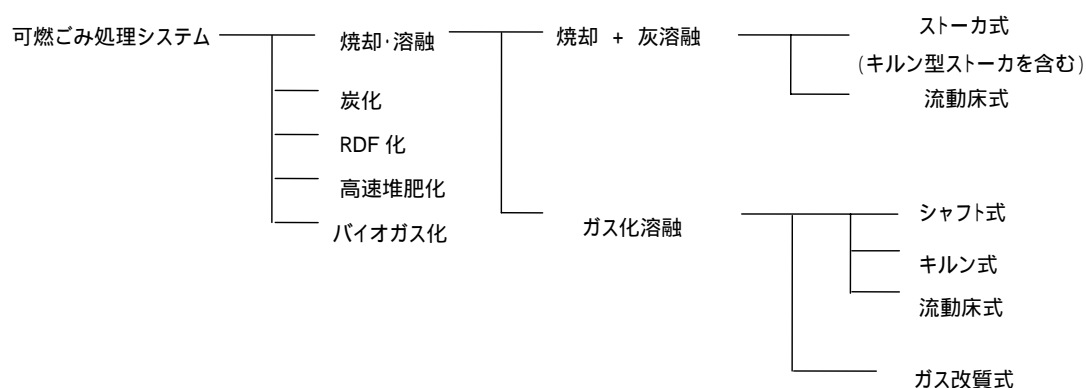 可燃ごみ処理システム
焼却・溶融
焼却 + 灰溶融
ストーカ式
(キルン型ストーカを含む)
流動床式
炭化
RDF 化
高速堆肥化
バイオガス化
ガス化溶融
シャフト式
キルン式
流動床式
ガス改質式